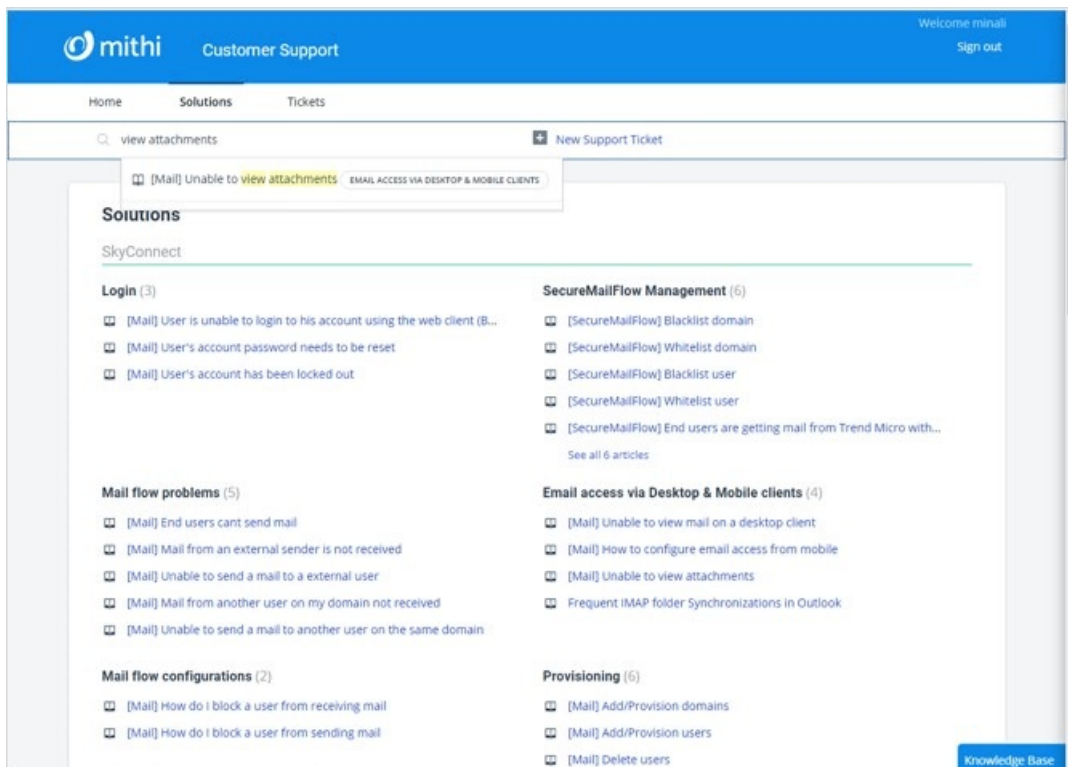 Welcome minali
mithi Customer Support
Sign out
Home Solutions Tickets
view attachments
New Support Ticket
[Mail] Unable to view attachments EMAIL ACCESS VIA DESKTOP & MOBILE CLIENTS
Solutions
SkyConnect
Login (3)
[Mail] User is unable to login to his account using the web client (B...
[Mail] User's account password needs to be reset
[Mail] User's account has been locked out
SecureMailFlow Management (6)
[SecureMailFlow] Blacklist domain
[SecureMailFlow] Whitelist domain
[SecureMailFlow] Blacklist user
[SecureMailFlow] Whitelist user
[SecureMailFlow] End users are getting mail from Trend Micro with...
See all 6 articles
Mail flow problems (5)
[Mail] End users cant send mail
[Mail] Mail from an external sender is not received
[Mail] Unable to send a mail to a external user
[Mail] Mail from another user on my domain not received
[Mail] Unable to send a mail to another user on the same domain
Email access via Desktop & Mobile clients (4)
[Mail] Unable to view mail on a desktop client
[Mail] How to configure email access from mobile
[Mail] Unable to view attachments
Frequent IMAP folder Synchronizations in Outlook
Mail flow configurations (2)
[Mail] How do I block a user from receiving mail
[Mail] How do I block a user from sending mail
Provisioning (6)
[Mail] Add/Provision domains
[Mail] Add/Provision users
[Mail] Delete users
Knowledge Base